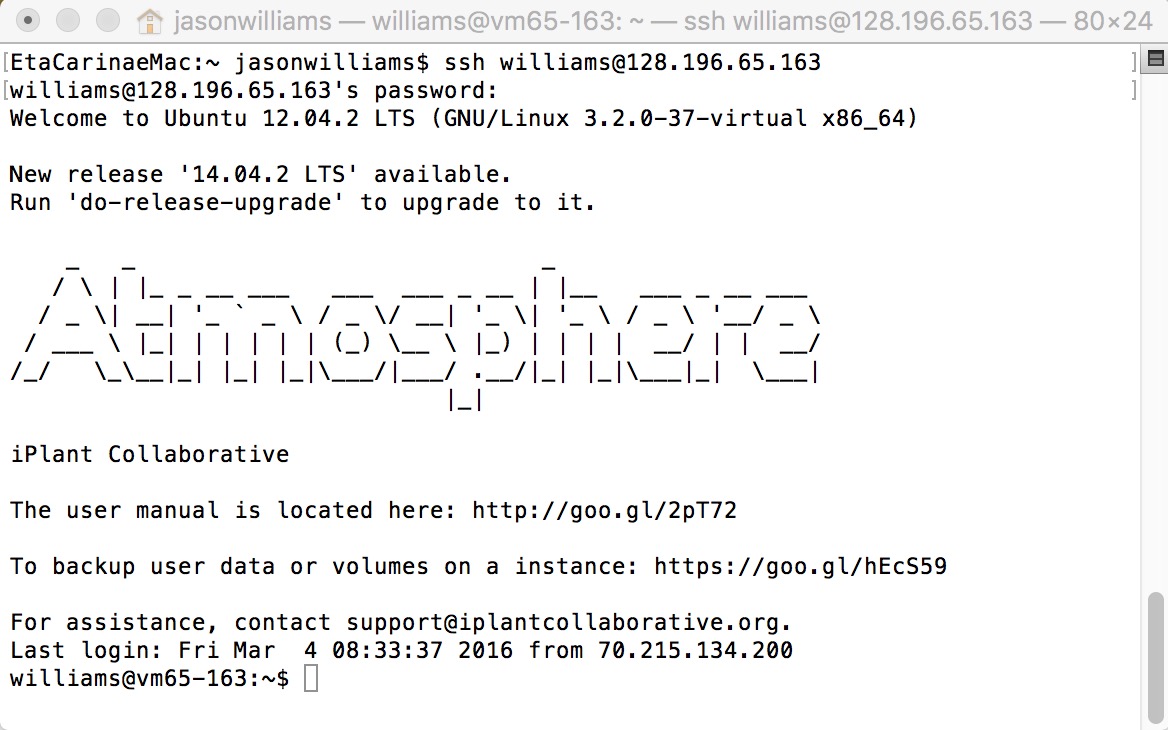 jasonwilliams — williams@vm65-163: ~ — ssh williams@128.196.65.163 — 80×24
EtaCarinaeMac:~ jasonwilliams$ ssh williams@128.196.65.163
williams@128.196.65.163's password:
Welcome to Ubuntu 12.04.2 LTS (GNU/Linux 3.2.0-37-virtual x86_64)
New release '14.04.2 LTS' available.
Run 'do-release-upgrade' to upgrade to it.
Atmosphere
iPlant Collaborative
The user manual is located here: http://goo.gl/2pT72
To backup user data or volumes on a instance: https://goo.gl/hEcS59
For assistance, contact support@iplantcollaborative.org.
Last login: Fri Mar  4 08:33:37 2016 from 70.215.134.200
williams@vm65-163:~$